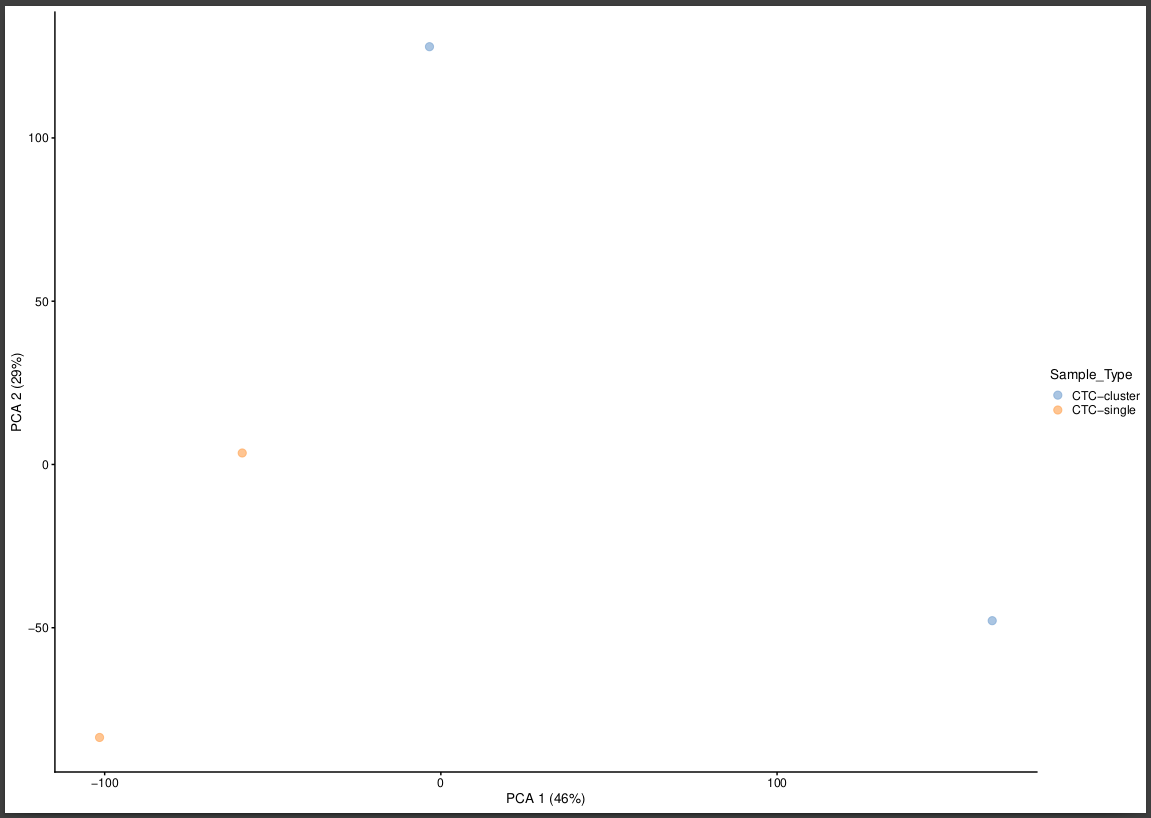 100
50
0
−50
PCA 2 (29%)
−100
0
100
PCA 1 (46%)
Sample_Type
CTC−cluster
CTC−single